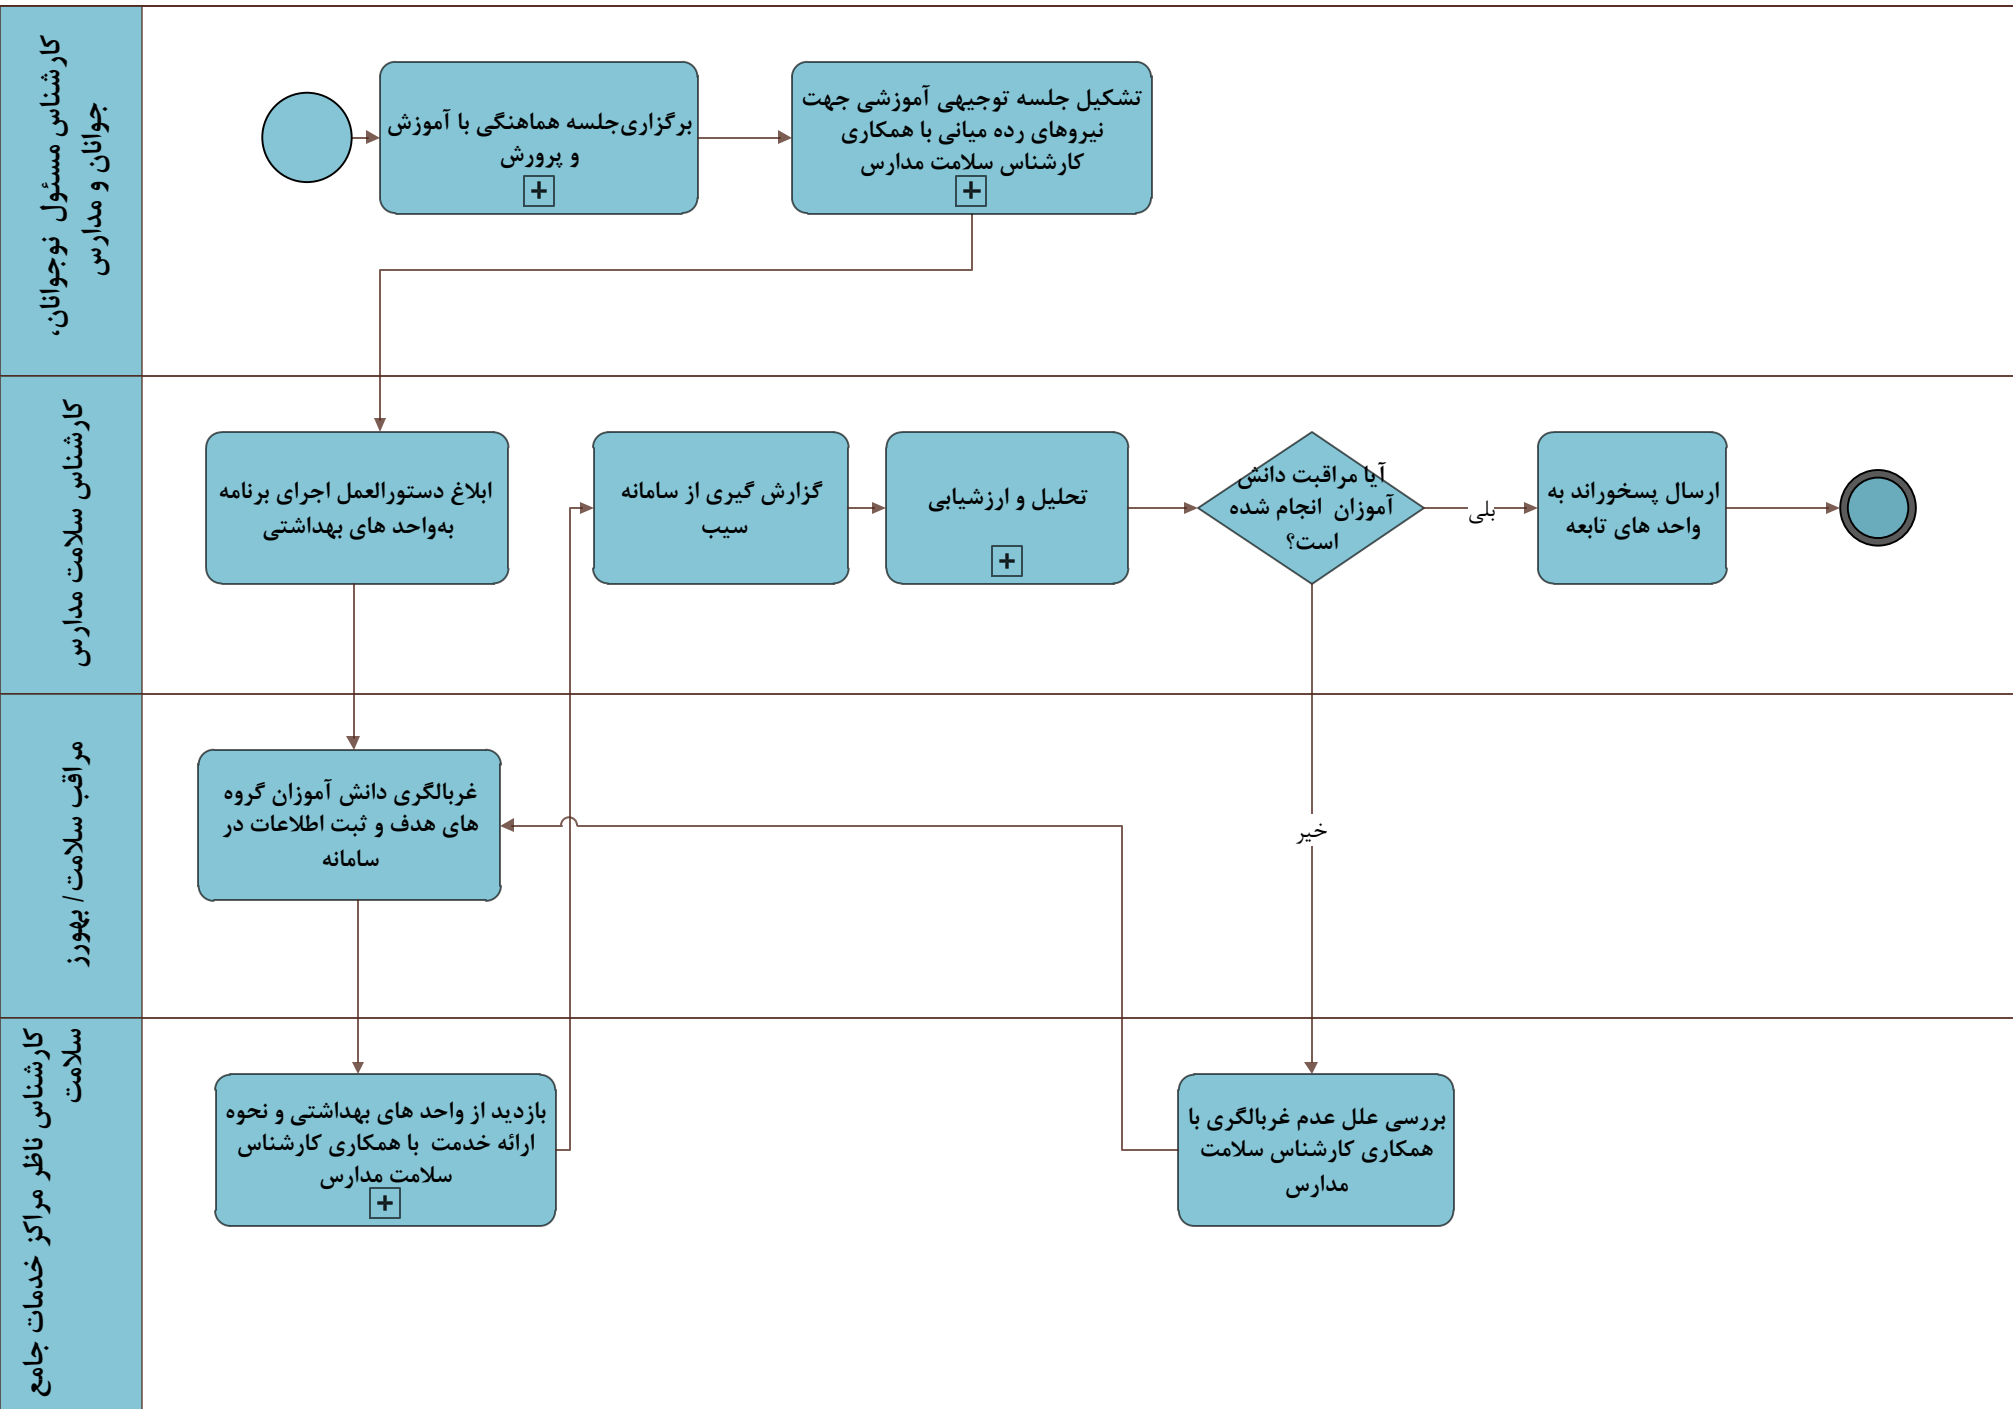 کارشناس مسئول نوجوانان،
جوانان و مدارس
برگزاری‌جلسه هماهنگی با آموزش
و پرورش
تشکیل جلسه توجیهی آموزشی جهت
نیروهای رده میانی با همکاری
کارشناس سلامت مدارس
کارشناس سلامت مدارس
ابلاغ دستورالعمل اجرای برنامه
به‌واحد های بهداشتی
گزارش گیری از سامانه
سیب
تحلیل و ارزشیابی
آیا مراقبت دانش
آموزان انجام شده
است؟
بلی
ارسال پسخوراند به
واحد های تابعه
مراقب سلامت / بهورز
غربالگری دانش آموزان گروه
های هدف و ثبت اطلاعات در
سامانه
خیر
کارشناس ناظر مراکز خدمات جامع
سلامت
بازدید از واحد های بهداشتی و نحوه
ارائه خدمت با همکاری کارشناس
سلامت مدارس
بررسی علل عدم غربالگری با
همکاری کارشناس سلامت
مدارس